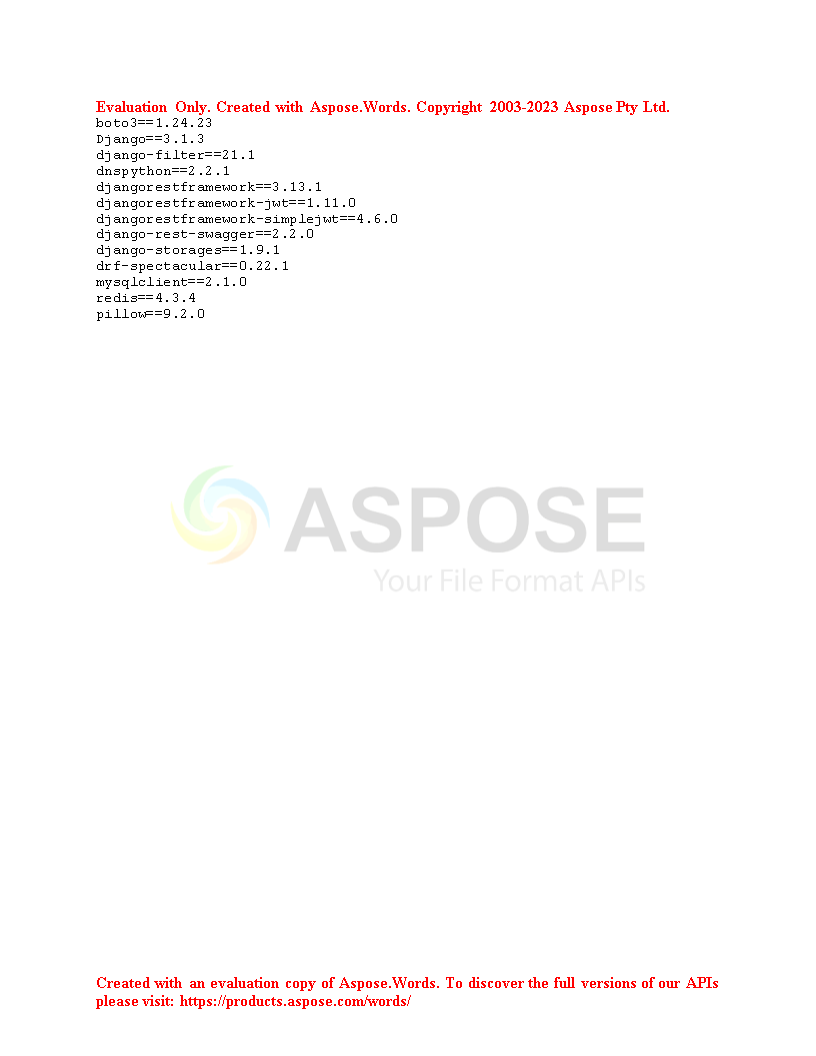 Evaluation Only. Created with Aspose.Words. Copyright 2003-2023 Aspose Pty Ltd.
boto3==1.24.23
Django==3.1.3
django-filter==21.1
dnspython==2.2.1
djangorestframework==3.13.1
djangorestframework-jwt==1.11.0
djangorestframework-simplejwt==4.6.0
django-rest-swagger==2.2.0
django-storages==1.9.1
drf-spectacular==0.22.1
mysqlclient==2.1.0
redis==4.3.4
pillow==9.2.0
ASPOSE
Your File Format APIs
Created with an evaluation copy of Aspose.Words. To discover the full versions of our APIs
please visit: https://products.aspose.com/words/